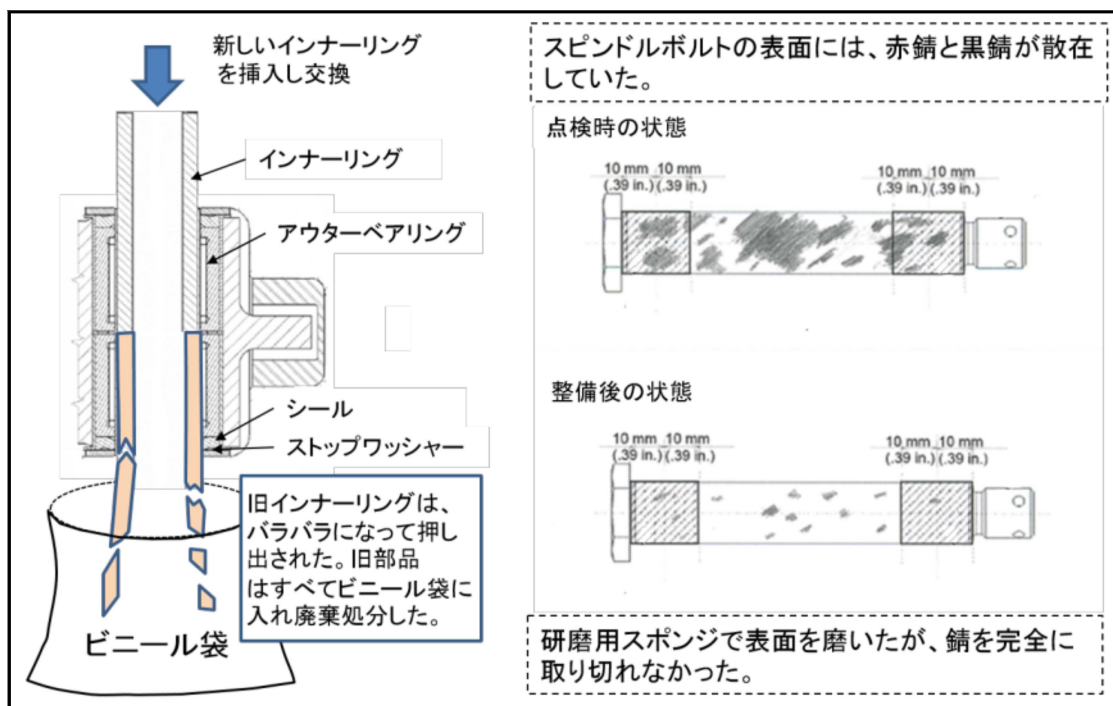 新しいインナーリング
を挿入し交換
インナーリング
アウターベアリング
シール
ストップワッシャー
旧インナーリングは、
バラバラになって押し
出された。旧部品
はすべてビニール袋に
入れ廃棄処分した。
ビニール袋
スピンドルボルトの表面には、赤錆と黒錆が散在
していた。
点検時の状態
10 mm 10 mm
(.39 in.) (.39 in.)
10 mm 10 mm
(.39 in.) (.39 in.)
整備後の状態
10 mm 10 mm
(.39 in.) (.39 in.)
10 mm 10 mm
(.39 in.) (.39 in.)
研磨用スポンジで表面を磨いたが、錆を完全に
取り切れなかった。